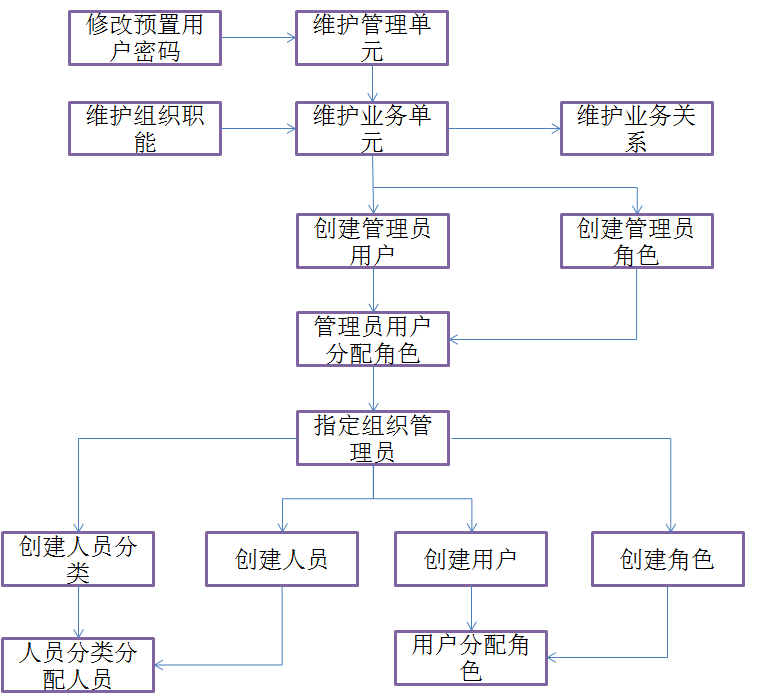 修改预置用
户密码
维护管理单
元
维护组织职
能
维护业务单
元
维护业务关
系
创建管理员
用户
创建管理员
角色
管理员用户
分配角色
指定组织管
理员
创建人员分
类
创建人员
创建用户
创建角色
人员分类分
配人员
用户分配角
色